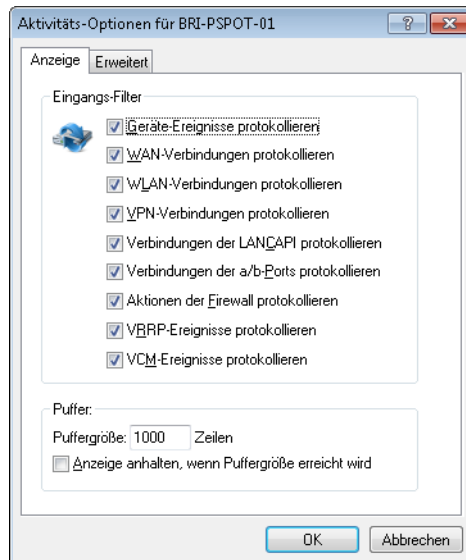 Aktivitäts-Optionen für BRI-PSPOT-01
Anzeige Erweitert
Eingangs-Filter
Geräte-Ereignisse protokollieren
WAN-Verbindungen protokollieren
WLAN-Verbindungen protokollieren
VPN-Verbindungen protokollieren
Verbindungen der LANCAPI protokollieren
Verbindungen der a/b-Ports protokollieren
Aktionen der Firewall protokollieren
VRRP-Ereignisse protokollieren
VCM-Ereignisse protokollieren
Puffer:
Puffergröße: 1000 Zeilen
Anzeige anhalten, wenn Puffergröße erreicht wird
OK Abbrechen